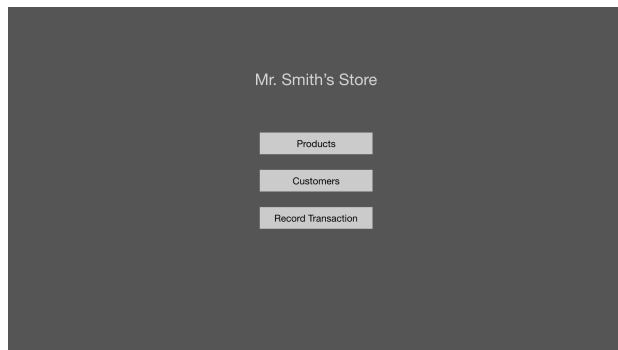 Mr. Smith’s Store
Products
Customers
Record Transaction